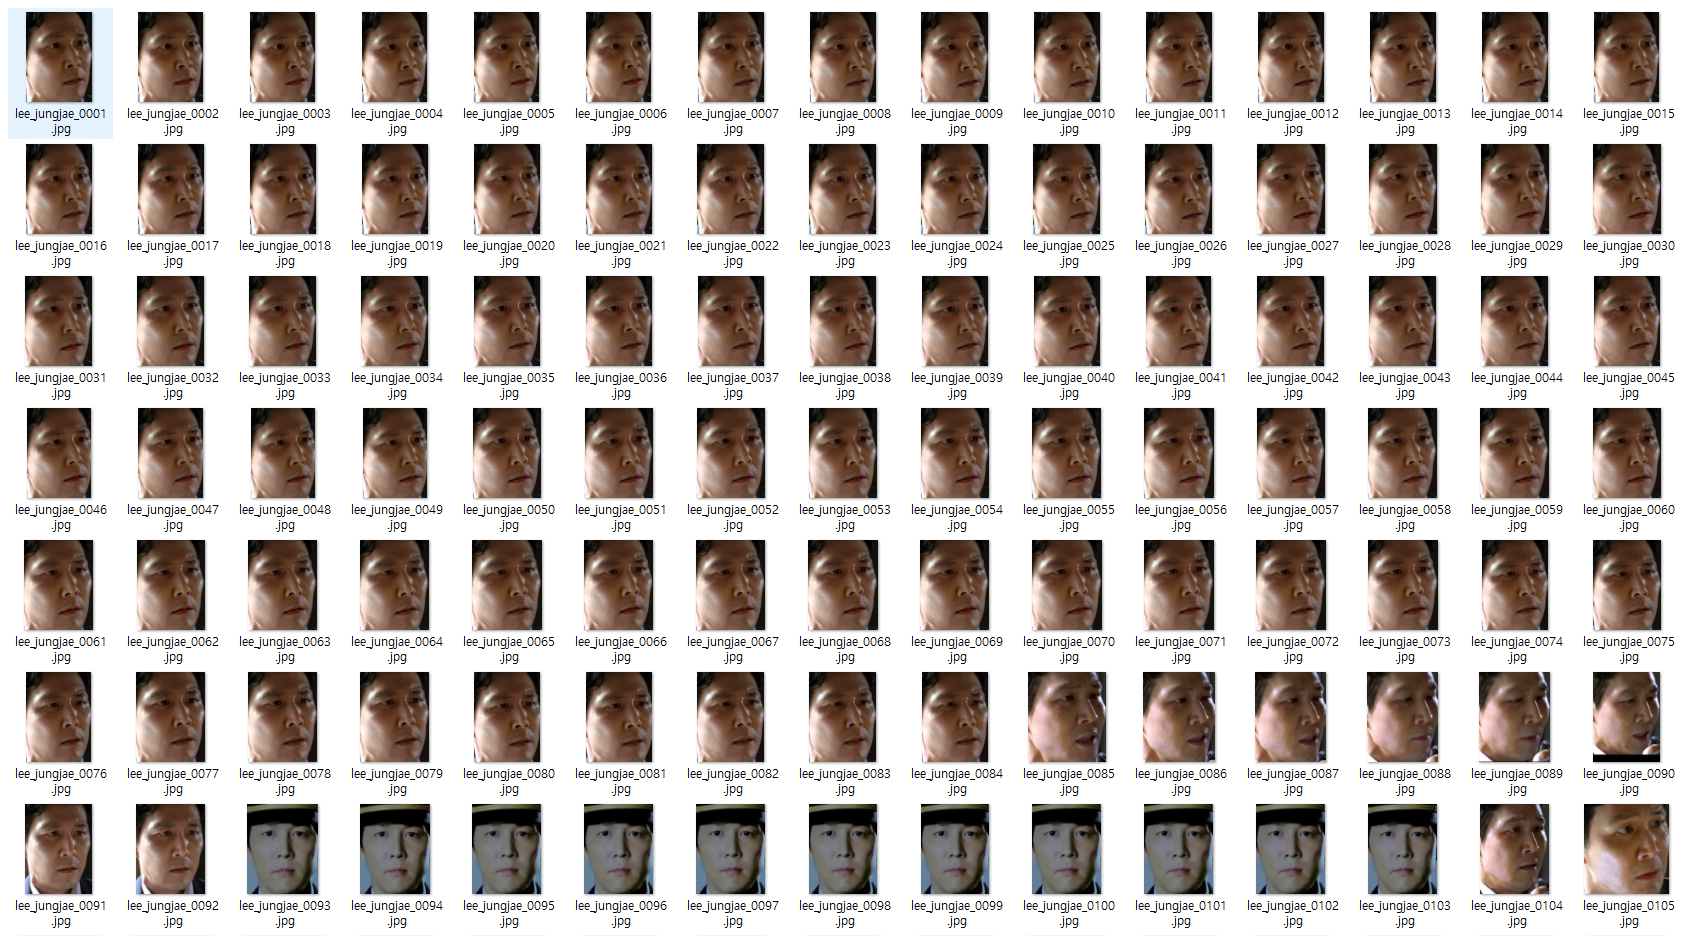 lee_jungjae_0001
.jpg
lee_jungjae_0002
.jpg
lee_jungjae_0003
.jpg
lee_jungjae_0004
.jpg
lee_jungjae_0005
.jpg
lee_jungjae_0006
.jpg
lee_jungjae_0007
.jpg
lee_jungjae_0008
.jpg
lee_jungjae_0009
.jpg
lee_jungjae_0010
.jpg
lee_jungjae_0011
.jpg
lee_jungjae_0012
.jpg
lee_jungjae_0013
.jpg
lee_jungjae_0014
.jpg
lee_jungjae_0015
.jpg
lee_jungjae_0016
.jpg
lee_jungjae_0017
.jpg
lee_jungjae_0018
.jpg
lee_jungjae_0019
.jpg
lee_jungjae_0020
.jpg
lee_jungjae_0021
.jpg
lee_jungjae_0022
.jpg
lee_jungjae_0023
.jpg
lee_jungjae_0024
.jpg
lee_jungjae_0025
.jpg
lee_jungjae_0026
.jpg
lee_jungjae_0027
.jpg
lee_jungjae_0028
.jpg
lee_jungjae_0029
.jpg
lee_jungjae_0030
.jpg
lee_jungjae_0031
.jpg
lee_jungjae_0032
.jpg
lee_jungjae_0033
.jpg
lee_jungjae_0034
.jpg
lee_jungjae_0035
.jpg
lee_jungjae_0036
.jpg
lee_jungjae_0037
.jpg
lee_jungjae_0038
.jpg
lee_jungjae_0039
.jpg
lee_jungjae_0040
.jpg
lee_jungjae_0041
.jpg
lee_jungjae_0042
.jpg
lee_jungjae_0043
.jpg
lee_jungjae_0044
.jpg
lee_jungjae_0045
.jpg
lee_jungjae_0046
.jpg
lee_jungjae_0047
.jpg
lee_jungjae_0048
.jpg
lee_jungjae_0049
.jpg
lee_jungjae_0050
.jpg
lee_jungjae_0051
.jpg
lee_jungjae_0052
.jpg
lee_jungjae_0053
.jpg
lee_jungjae_0054
.jpg
lee_jungjae_0055
.jpg
lee_jungjae_0056
.jpg
lee_jungjae_0057
.jpg
lee_jungjae_0058
.jpg
lee_jungjae_0059
.jpg
lee_jungjae_0060
.jpg
lee_jungjae_0061
.jpg
lee_jungjae_0062
.jpg
lee_jungjae_0063
.jpg
lee_jungjae_0064
.jpg
lee_jungjae_0065
.jpg
lee_jungjae_0066
.jpg
lee_jungjae_0067
.jpg
lee_jungjae_0068
.jpg
lee_jungjae_0069
.jpg
lee_jungjae_0070
.jpg
lee_jungjae_0071
.jpg
lee_jungjae_0072
.jpg
lee_jungjae_0073
.jpg
lee_jungjae_0074
.jpg
lee_jungjae_0075
.jpg
lee_jungjae_0076
.jpg
lee_jungjae_0077
.jpg
lee_jungjae_0078
.jpg
lee_jungjae_0079
.jpg
lee_jungjae_0080
.jpg
lee_jungjae_0081
.jpg
lee_jungjae_0082
.jpg
lee_jungjae_0083
.jpg
lee_jungjae_0084
.jpg
lee_jungjae_0085
.jpg
lee_jungjae_0086
.jpg
lee_jungjae_0087
.jpg
lee_jungjae_0088
.jpg
lee_jungjae_0089
.jpg
lee_jungjae_0090
.jpg
lee_jungjae_0091
.jpg
lee_jungjae_0092
.jpg
lee_jungjae_0093
.jpg
lee_jungjae_0094
.jpg
lee_jungjae_0095
.jpg
lee_jungjae_0096
.jpg
lee_jungjae_0097
.jpg
lee_jungjae_0098
.jpg
lee_jungjae_0099
.jpg
lee_jungjae_0100
.jpg
lee_jungjae_0101
.jpg
lee_jungjae_0102
.jpg
lee_jungjae_0103
.jpg
lee_jungjae_0104
.jpg
lee_jungjae_0105
.jpg